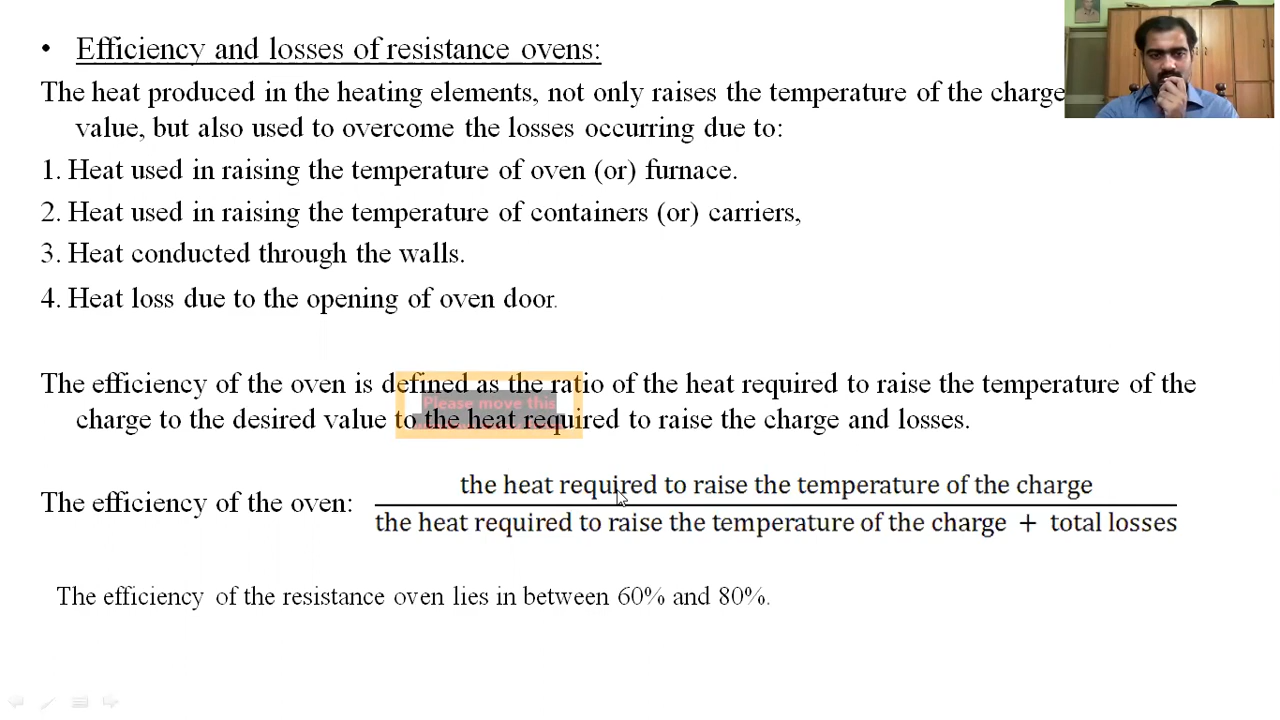 • Efficiency and losses of resistance ovens:
The heat produced in the heating elements, not only raises the temperature of the charge
value, but also used to overcome the losses occurring due to:
1. Heat used in raising the temperature of oven (or) furnace.
2. Heat used in raising the temperature of containers (or) carriers,
3. Heat conducted through the walls.
4. Heat loss due to the opening of oven door.
The efficiency of the oven is defined as the ratio of the heat required to raise the temperature of the
Please move this
charge to the desired value to the heat required to raise the charge and losses.
the heat required to raise the temperature of the charge
The efficiency of the oven:
the heat required to raise the temperature of the charge + total losses
The efficiency of the resistance oven lies in between 60% and 80%.